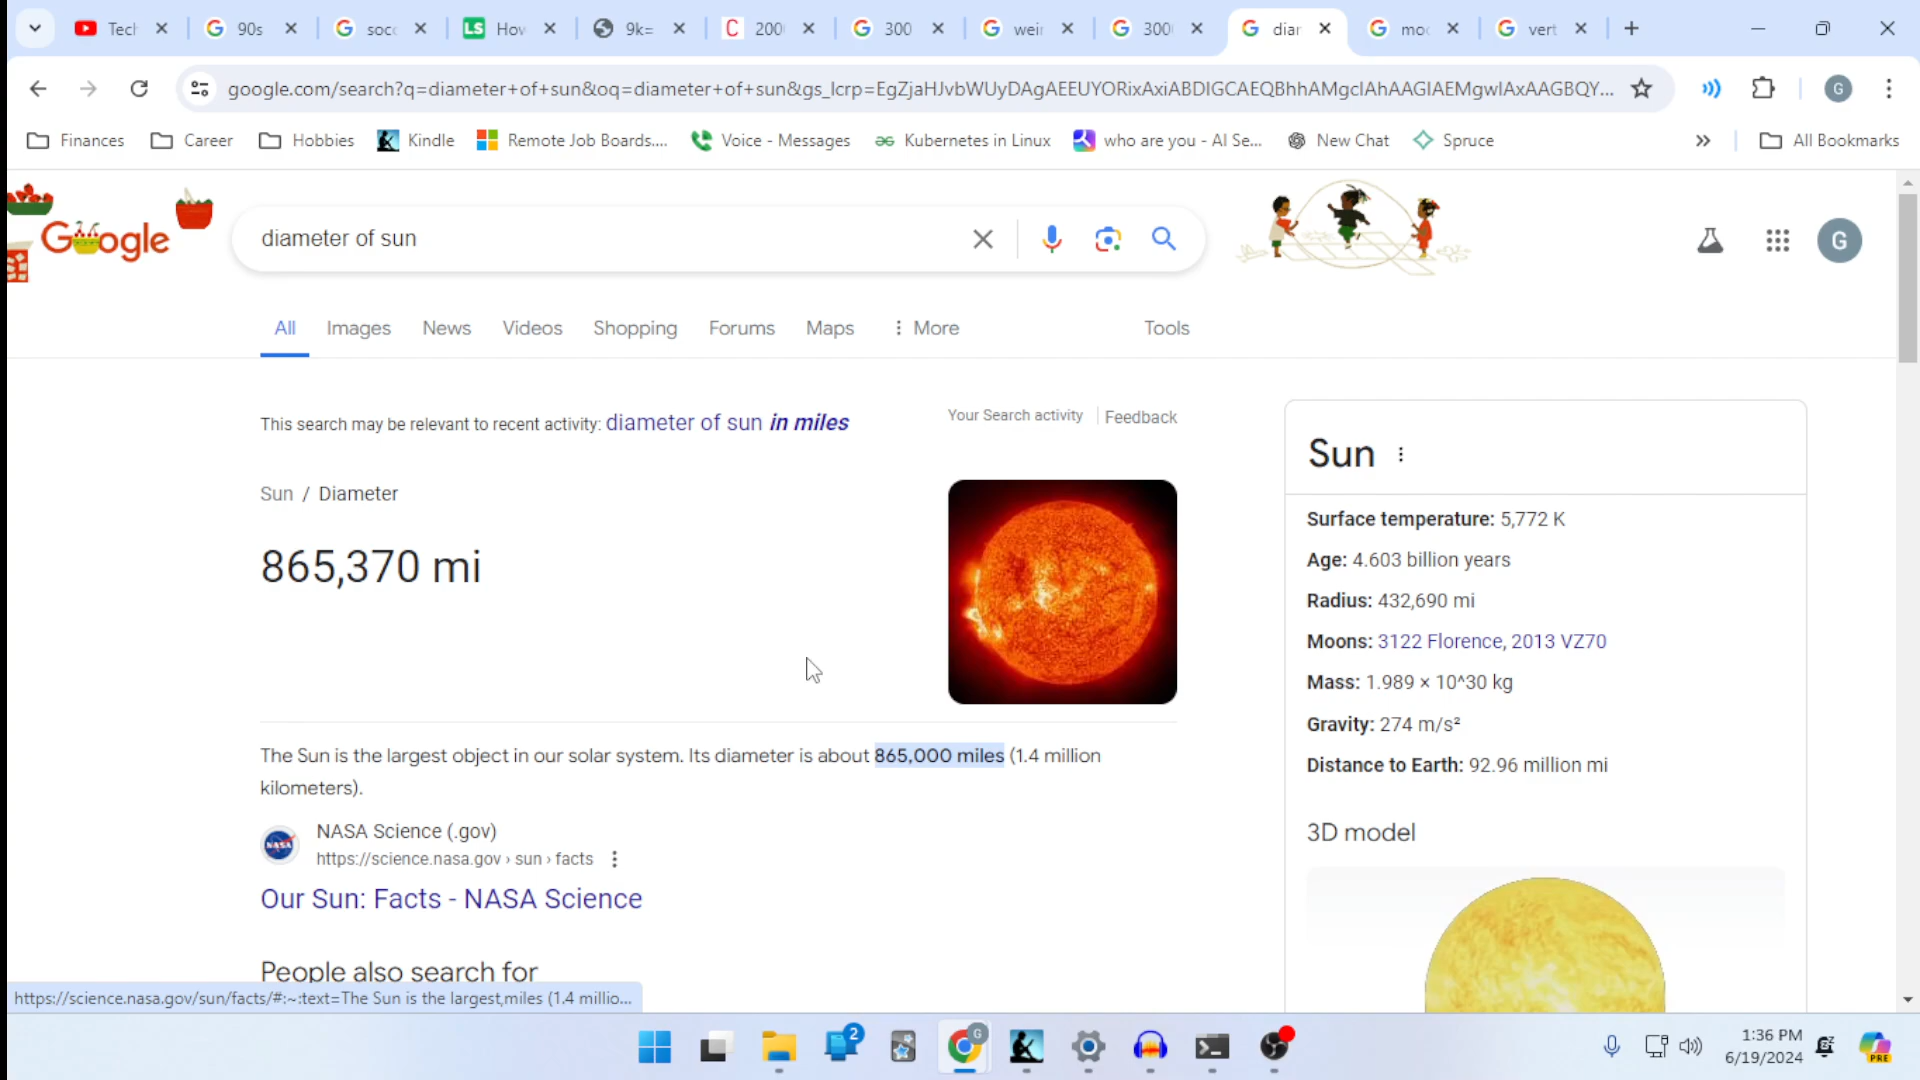 Tech
90s
socc
How
9k=
200
300
wein
300
diar
mod
vert
google.com/search?q=diameter+of+sun&oq=diameter+of+sun&gs_lcrp=EgZjaHJvbWUyDAgAEEUYORixAxiABDIGCAEQBhhAMgcIAhAAGIAEMgwIAxAAGBQY...
Finances
Career
Hobbies
Kindle
Remote Job Boards....
Voice - Messages
Kubernetes in Linux
who are you - AI Se...
New Chat
Spruce
All Bookmarks
Google
diameter of sun
G
All
Images
News
Videos
Shopping
Forums
Maps
More
Tools
This search may be relevant to recent activity: diameter of sun in miles
Your Search activity
Feedback
Sun / Diameter
865,370 mi
The Sun is the largest object in our solar system. Its diameter is about 865,000 miles (1.4 million
kilometers).
NASA Science (.gov)
https://science.nasa.gov › sun › facts
Our Sun: Facts - NASA Science
People also search for
Sun
Surface temperature: 5,772 K
Age: 4.603 billion years
Radius: 432,690 mi
Moons: 3122 Florence, 2013 VZ70
Mass: 1.989 × 10^30 kg
Gravity: 274 m/s²
Distance to Earth: 92.96 million mi
3D model
https://science.nasa.gov/sun/facts/#:~:text=The Sun is the largest,miles (1.4 millio...
2
1:36 PM
6/19/2024
PRE